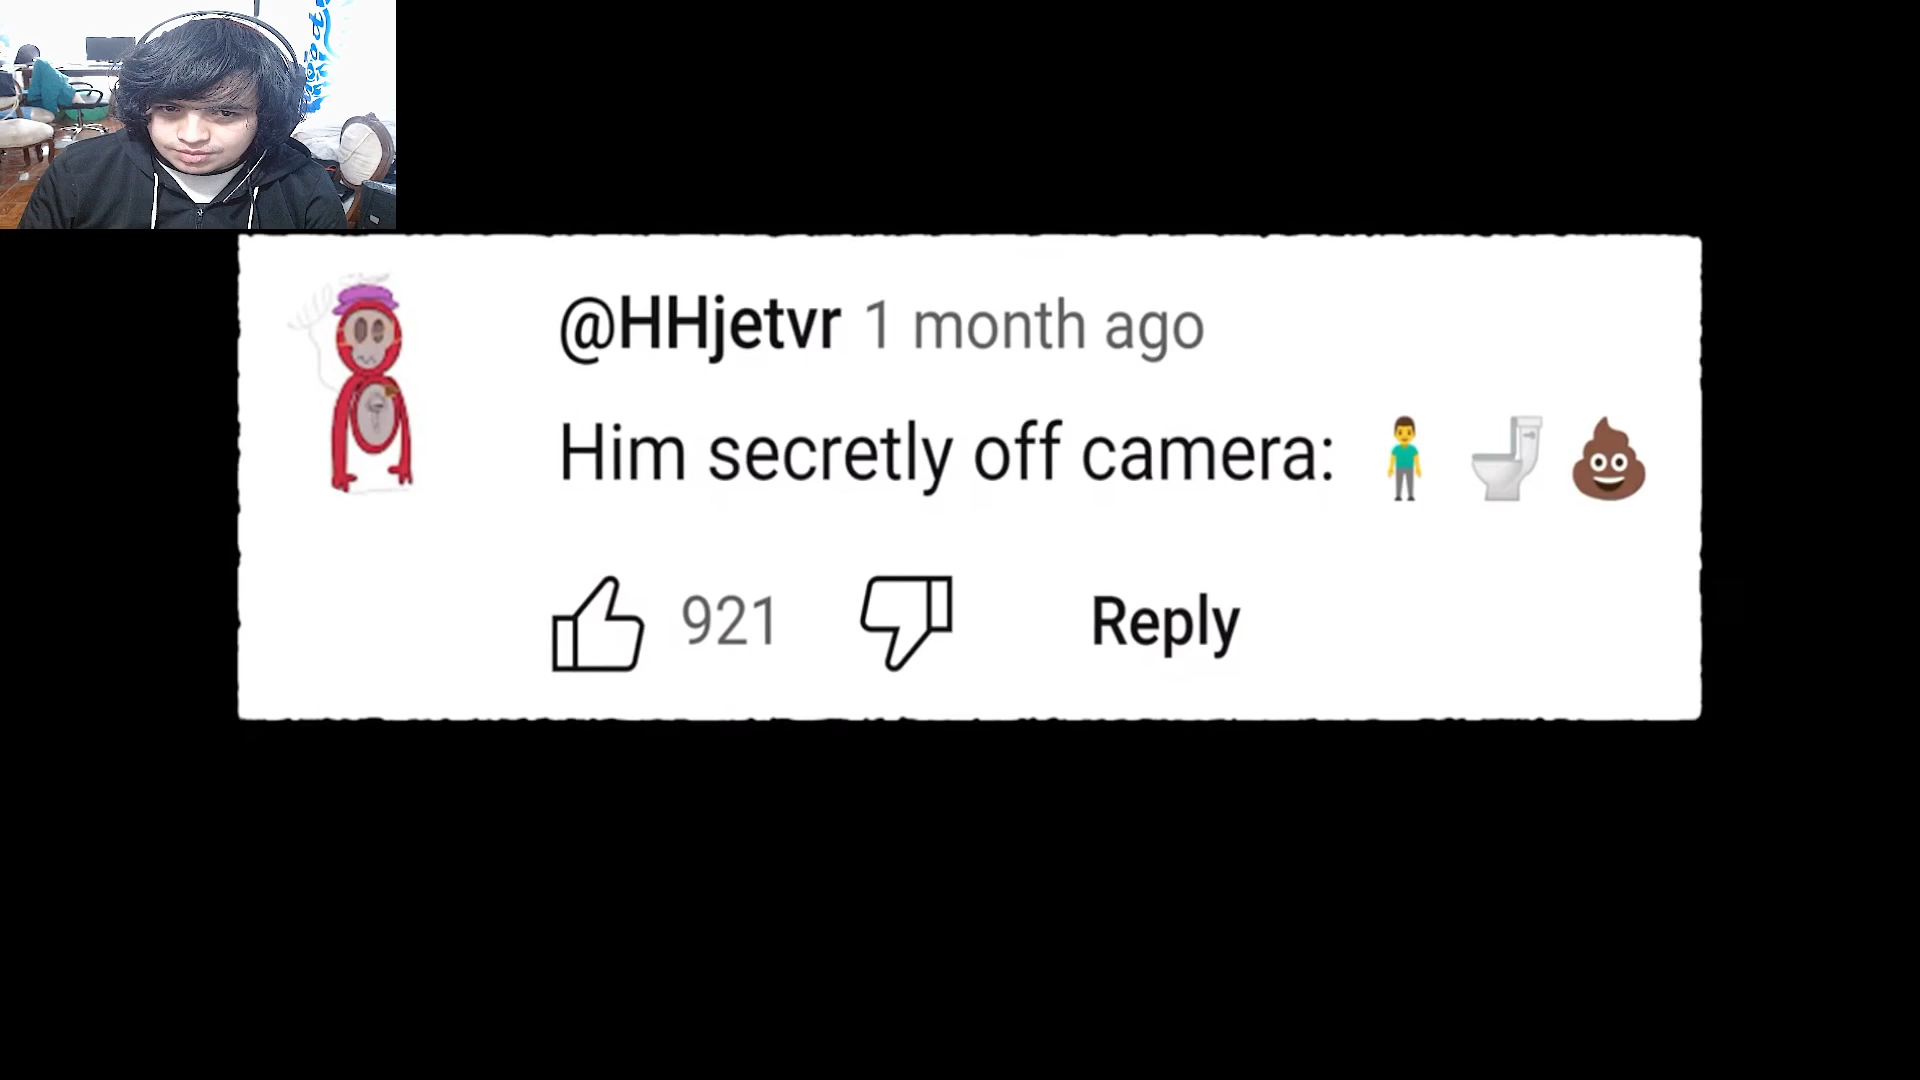 @HHjetvr 1 month ago
Him secretly off camera: 🧍‍♂️ 🚽 💩
921 Reply